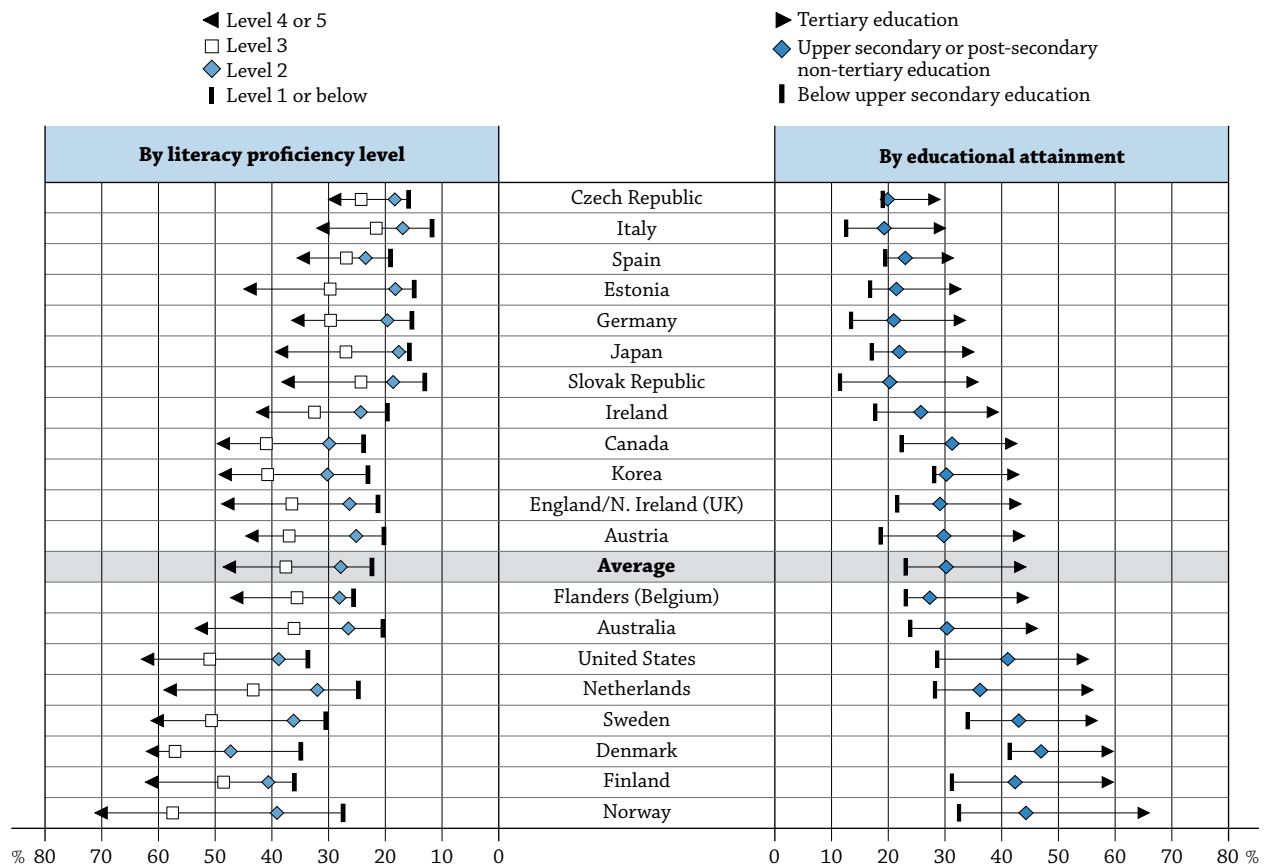 Level 4 or 5
Level 3
Level 2
Level 1 or below
Tertiary education
Upper secondary or post-secondary
non-tertiary education
Below upper secondary education
By literacy proficiency level
By educational attainment
Czech Republic
Italy
Spain
Estonia
Germany
Japan
Slovak Republic
Ireland
Canada
Korea
England/N. Ireland (UK)
Austria
Average
Flanders (Belgium)
Australia
United States
Netherlands
Sweden
Denmark
Finland
Norway
% 80 70 60 50 40 30 20 10 0
0 10 20 30 40 50 60 70 80 %